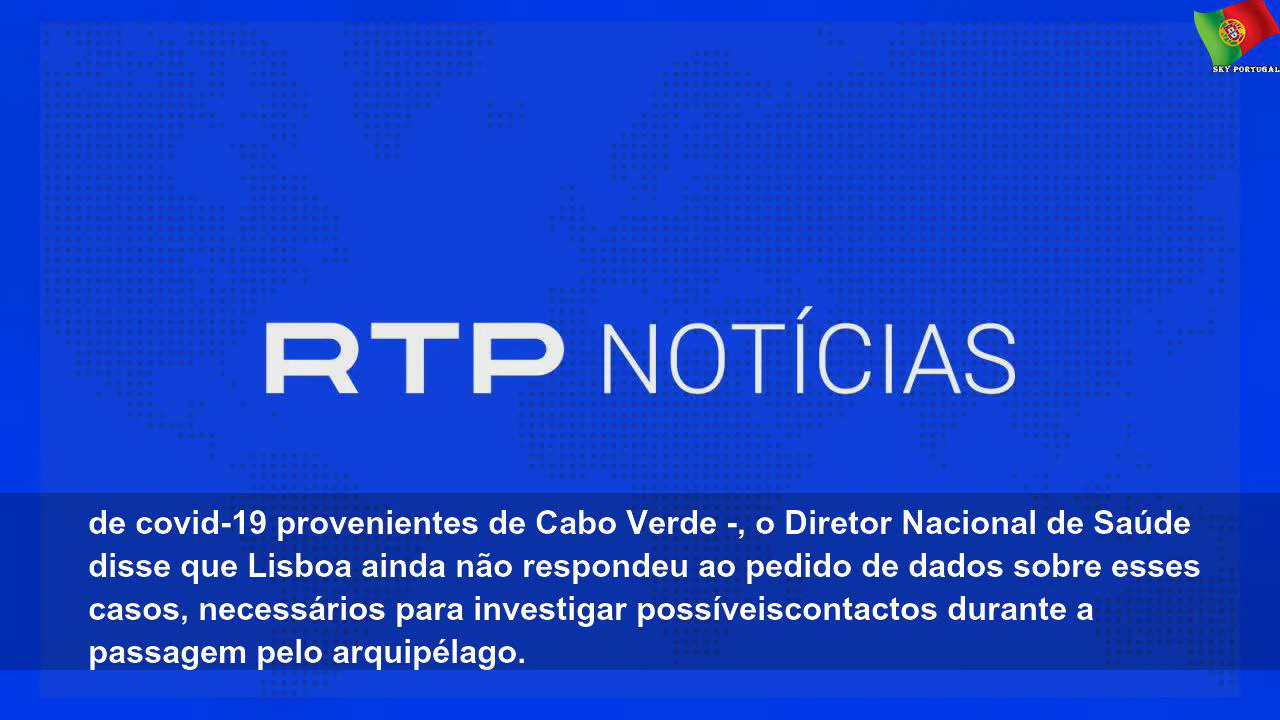 SKY PORTUGAL
RTP NOTÍCIAS
de covid-19 provenientes de Cabo Verde -, o Diretor Nacional de Saúde
disse que Lisboa ainda não respondeu ao pedido de dados sobre esses
casos, necessários para investigar possíveiscontactos durante a
passagem pelo arquipélago.